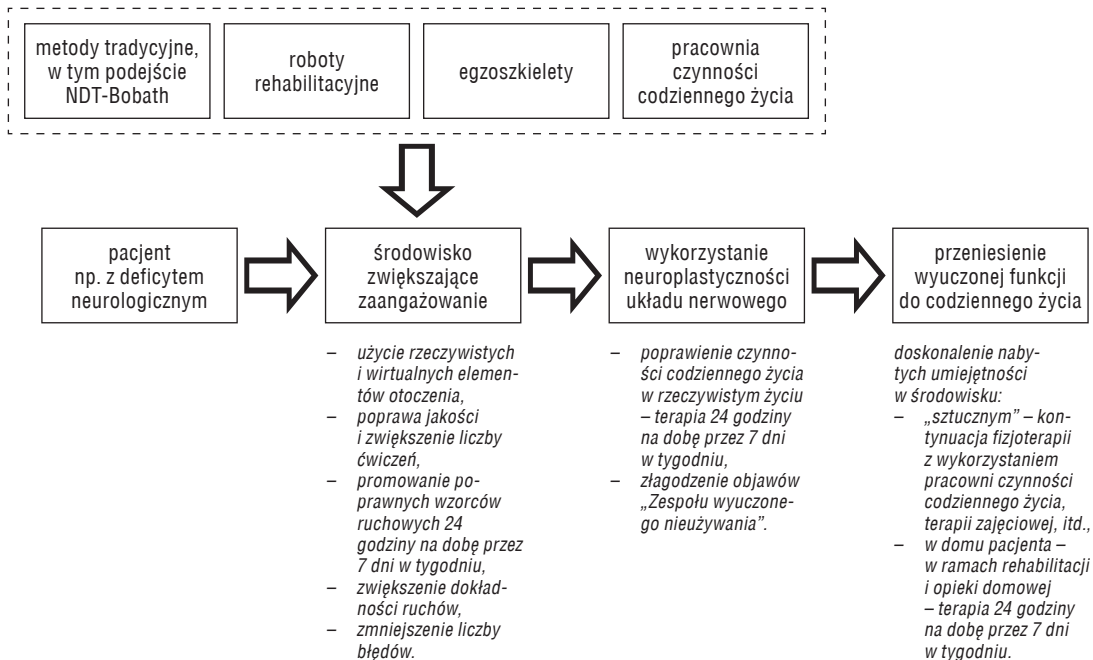 metody tradycyjne,
w tym podejście
NDT-Bobath
roboty
rehabilitacyjne
egzoszkielety
pracownia
czynności
codziennego życia
pacjent
np. z deficytem
neurologicznym
środowisko
zwiększające
zaangażowanie
wykorzystanie
neuroplastyczności
układu nerwowego
przeniesienie
wyuczonej funkcji
do codziennego życia
– użycie rzeczywistych
i wirtualnych elemen-
tów otoczenia,
– poprawa jakości
i zwiększenie liczby
ćwiczeń,
– promowanie po-
prawnych wzorców
ruchowych 24
godziny na dobę przez
7 dni w tygodniu,
– zwiększenie dokład-
ności ruchów,
– zmniejszenie liczby
błędów.
– poprawienie czynno-
ści codziennego życia
w rzeczywistym życiu
– terapia 24 godziny
na dobę przez 7 dni
w tygodniu,
– złagodzenie objawów
„Zespołu wyuczone-
go nieużywania”.
doskonalenie naby-
tych umiejętności
w środowisku:
– „sztucznym” – kon-
tynuacja fizjoterapii
z wykorzystaniem
pracowni czynności
codziennego życia,
terapii zajęciowej, itd.,
– w domu pacjenta –
w ramach rehabilitacji
i opieki domowej
– terapia 24 godziny
na dobę przez 7 dni
w tygodniu.